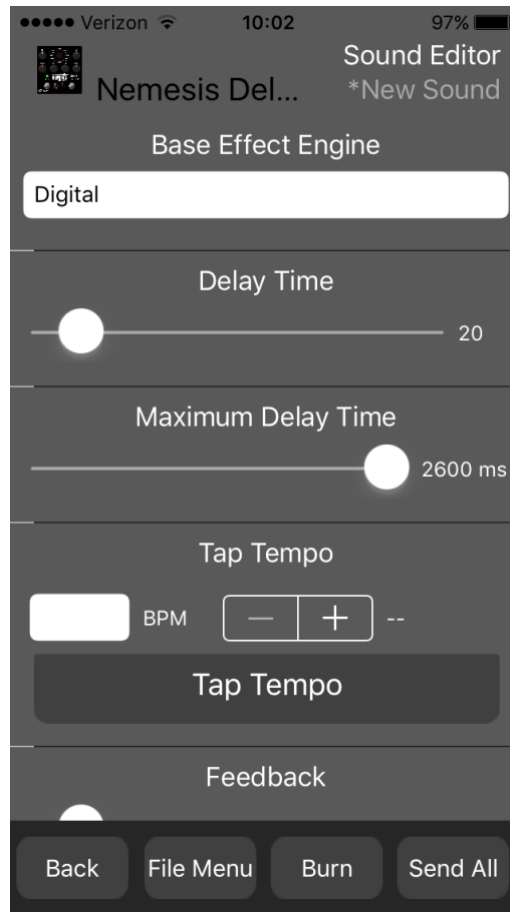 Verizon 10:02 97%
Sound Editor
Nemesis Del... *New Sound
Base Effect Engine
Digital
Delay Time
20
Maximum Delay Time
2600 ms
Tap Tempo
BPM − + --
Tap Tempo
Feedback
Back File Menu Burn Send All